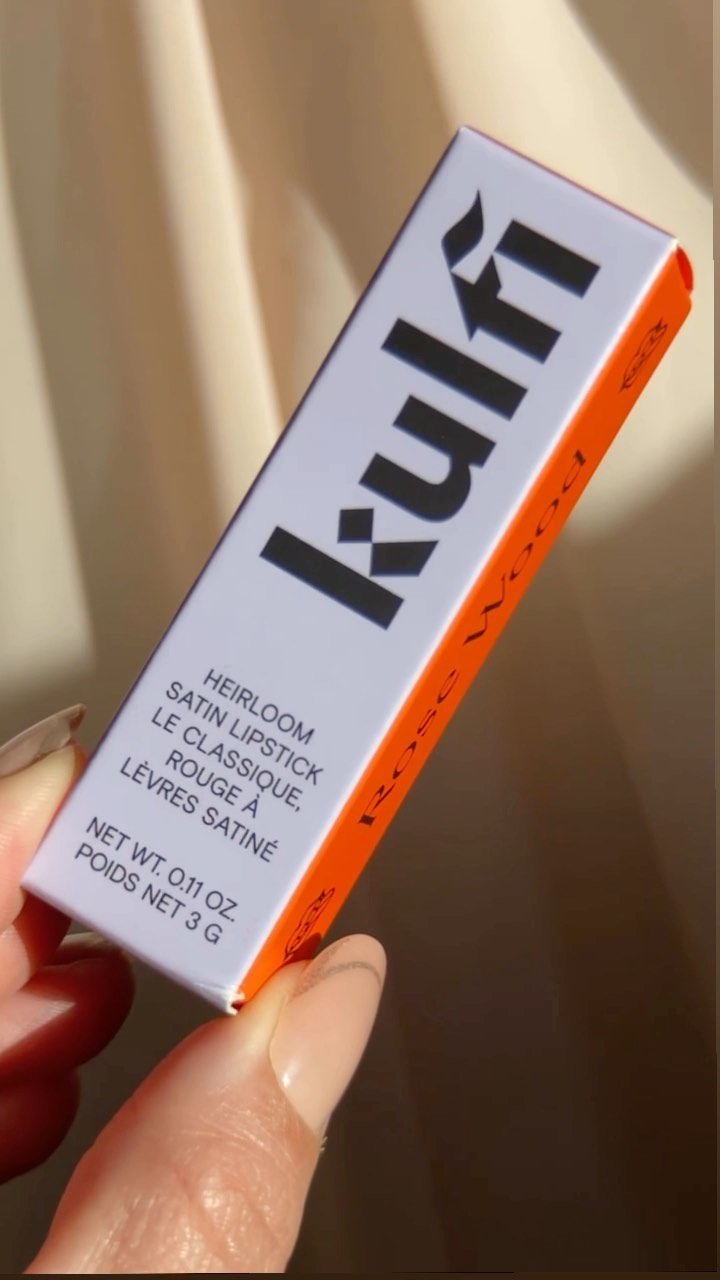 kulfi
HEIRLOOM
SATIN LIPSTICK
LE CLASSIQUE,
ROUGE À
LÈVRES SATINÉ
NET WT. 0.11 OZ.
POIDS NET 3 G
Rose Wood